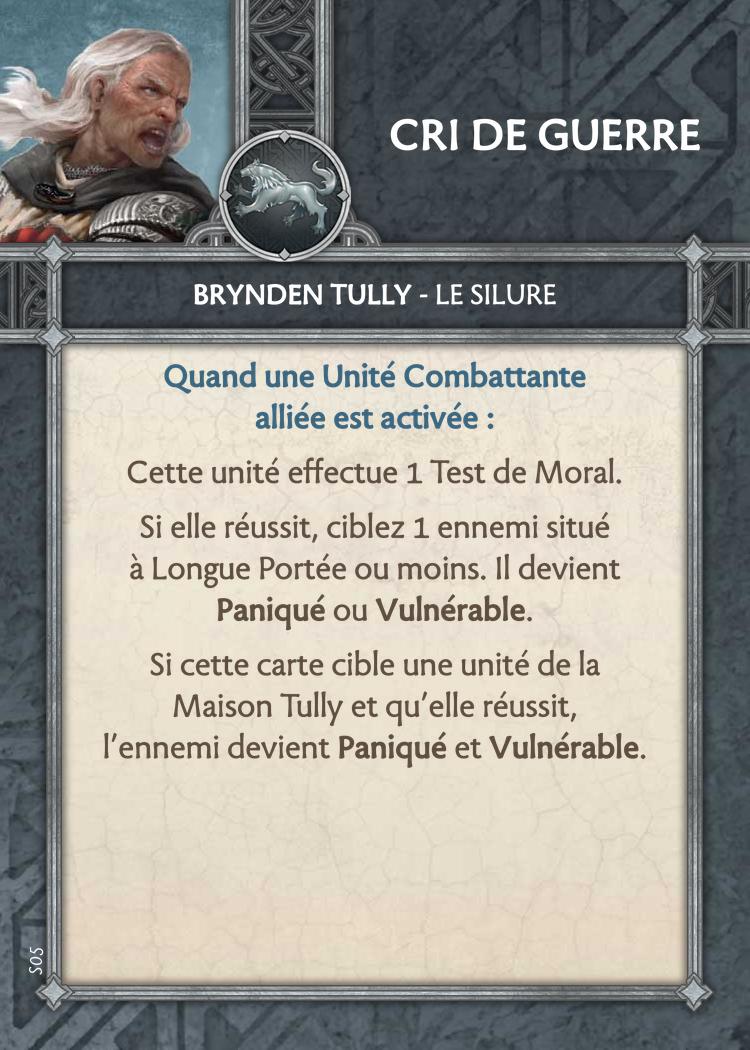 CRI DE GUERRE
BRYNDEN TULLY - LE SILURE
Quand une Unité Combattante
alliée est activée :
Cette unité effectue 1 Test de Moral.
Si elle réussit, ciblez 1 ennemi situé
à Longue Portée ou moins. Il devient
Paniqué ou Vulnérable.
Si cette carte cible une unité de la
Maison Tully et qu'elle réussit,
l'ennemi devient Paniqué et Vulnérable.
S05